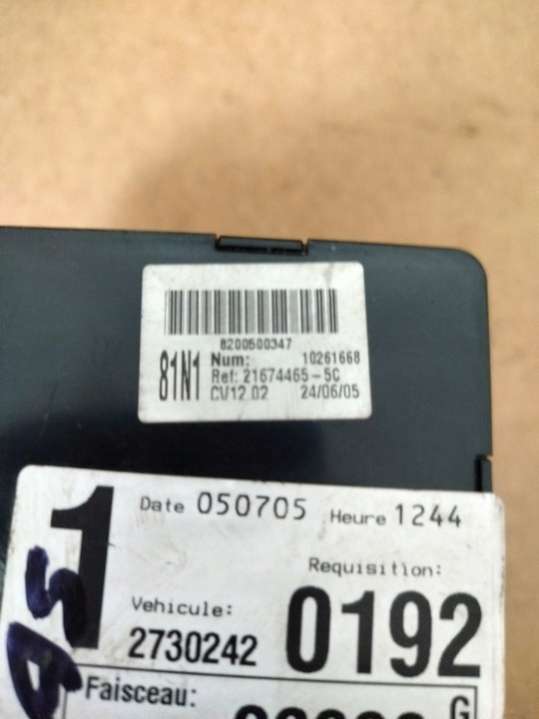 8200500347
81N1 Num: 10261668
Ref: 21674465-5C
CV12.02 24/06/05
1 Date 050705 Heure 1244
Requisition:
Vehicule: 0192
2730242
Faisceau: G